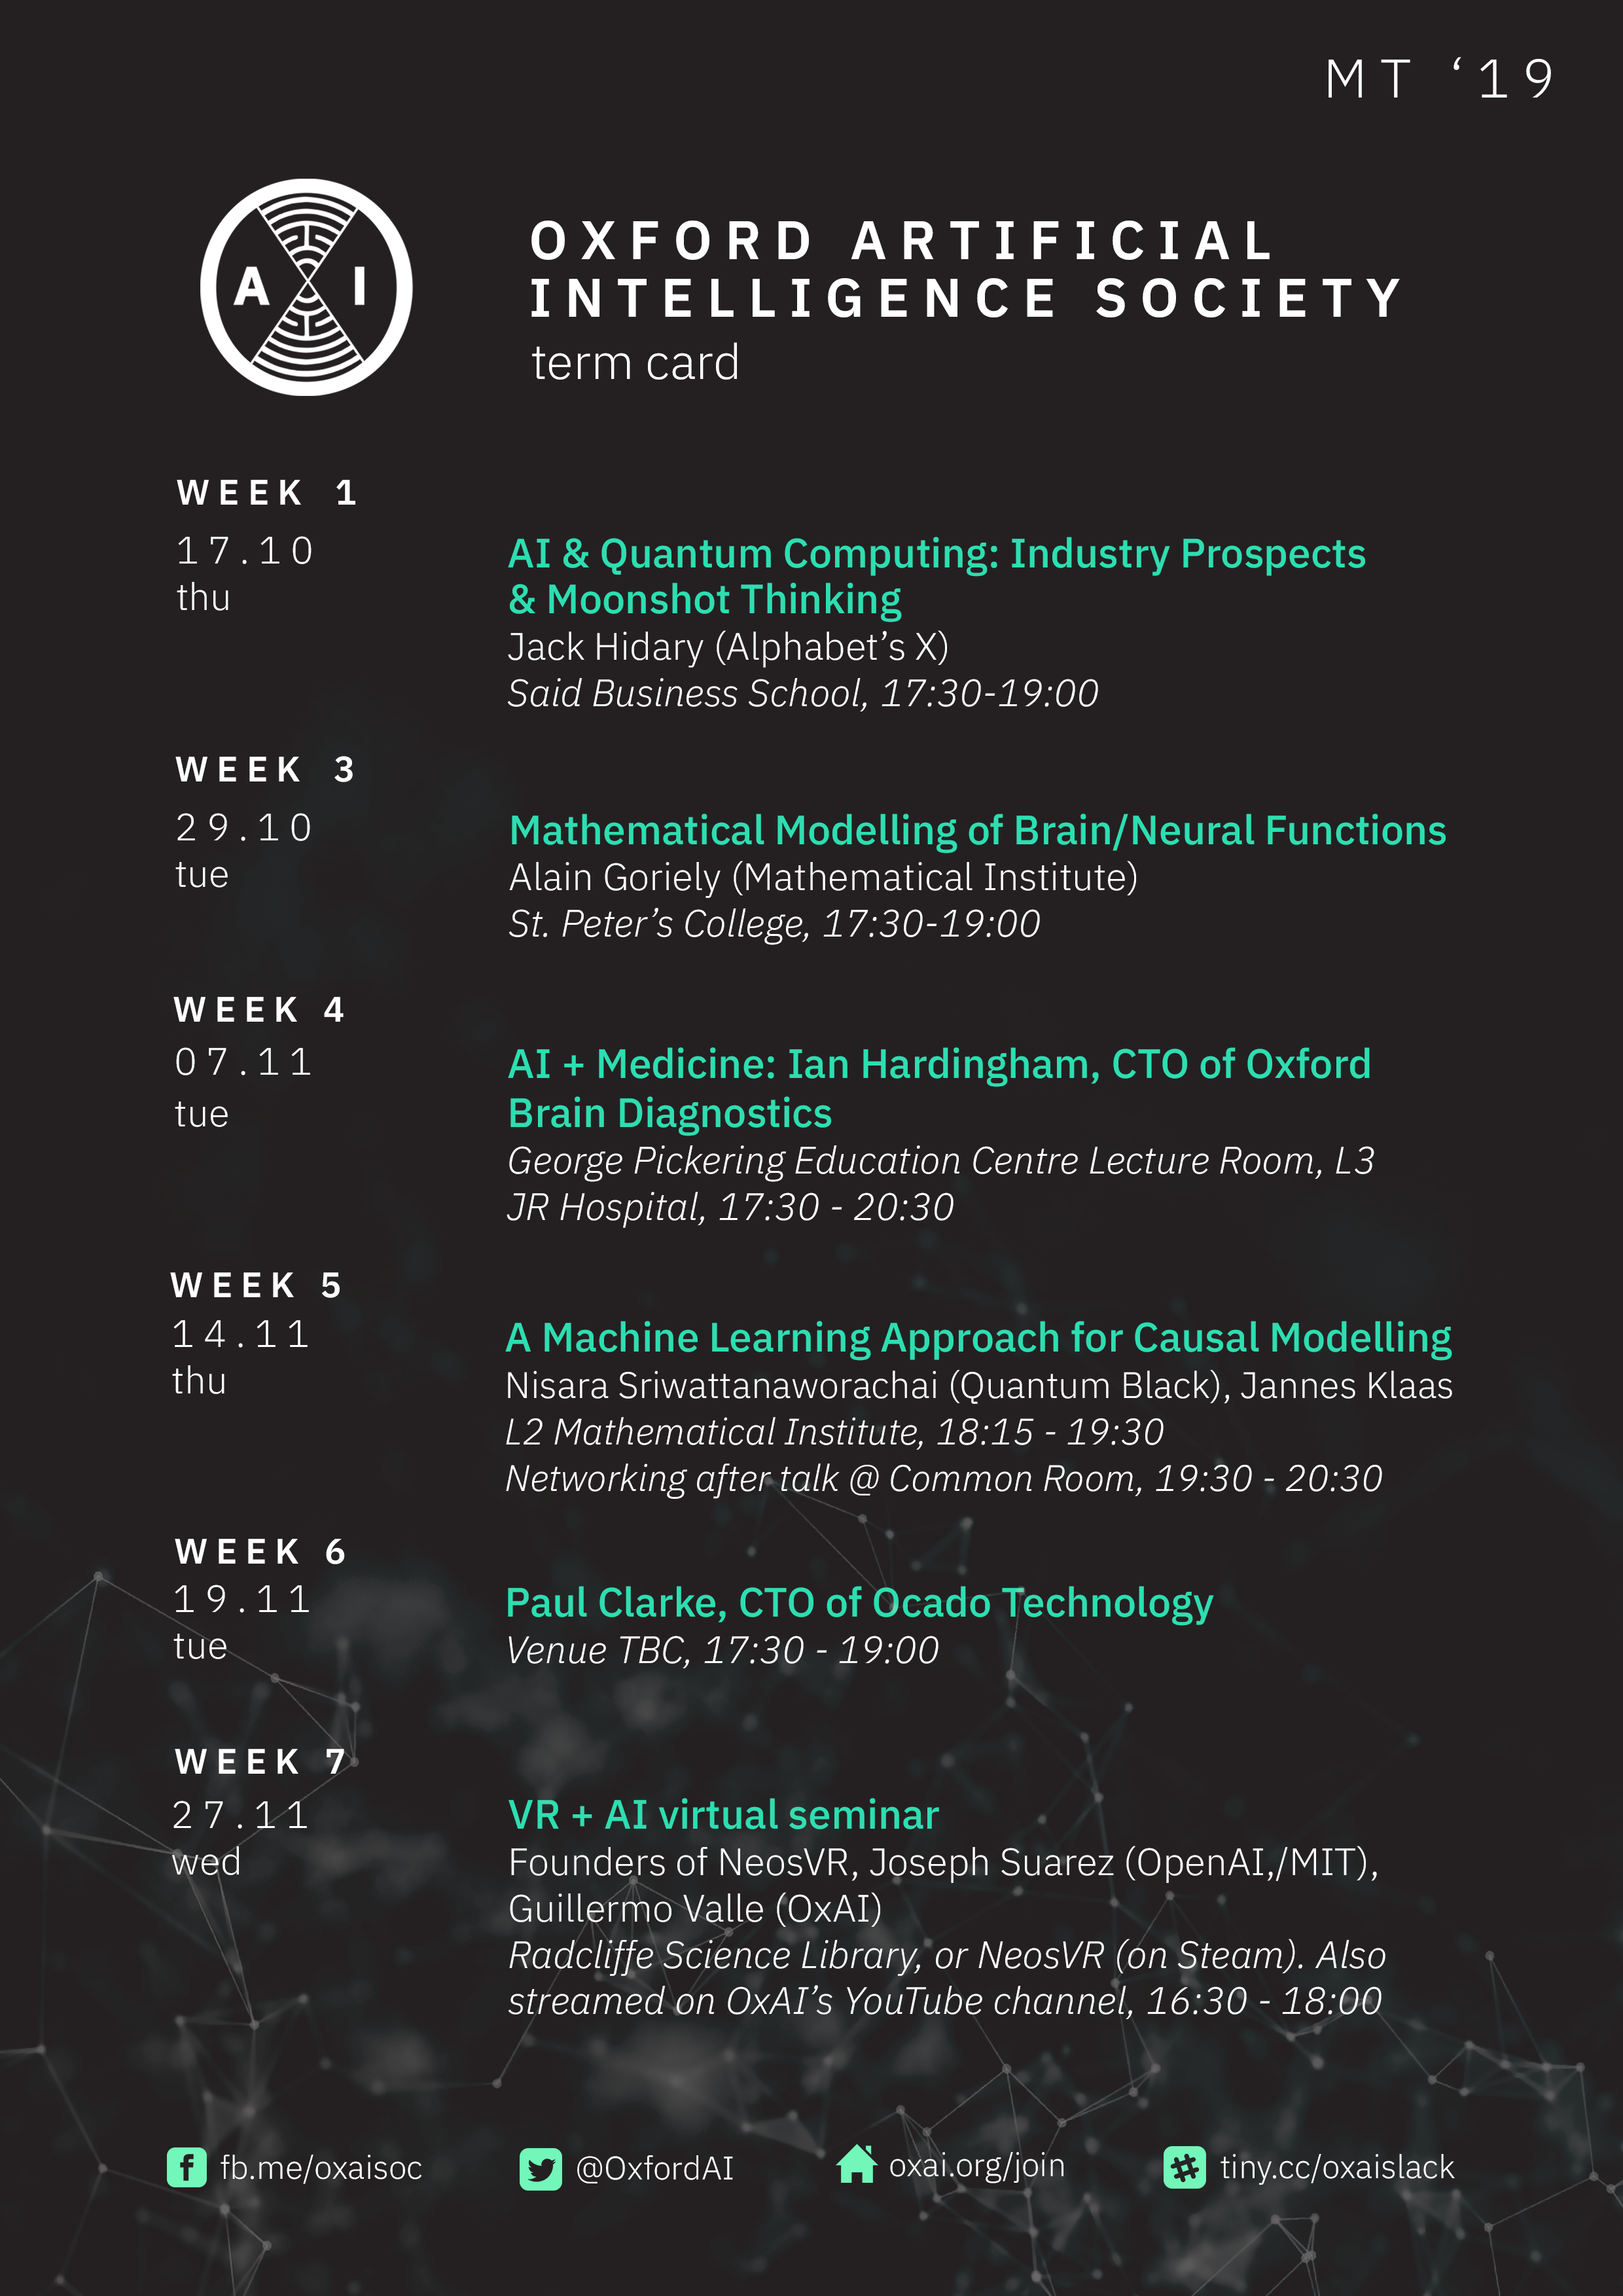 MT ‘19
A I
OXFORD ARTIFICIAL
INTELLIGENCE SOCIETY
term card
WEEK 1
17.10
thu
AI & Quantum Computing: Industry Prospects
& Moonshot Thinking
Jack Hidary (Alphabet’s X)
Said Business School, 17:30-19:00
WEEK 3
29.10
tue
Mathematical Modelling of Brain/Neural Functions
Alain Goriely (Mathematical Institute)
St. Peter’s College, 17:30-19:00
WEEK 4
07.11
tue
AI + Medicine: Ian Hardingham, CTO of Oxford
Brain Diagnostics
George Pickering Education Centre Lecture Room, L3
JR Hospital, 17:30 - 20:30
WEEK 5
14.11
thu
A Machine Learning Approach for Causal Modelling
Nisara Sriwattanaworachai (Quantum Black), Jannes Klaas
L2 Mathematical Institute, 18:15 - 19:30
Networking after talk @ Common Room, 19:30 - 20:30
WEEK 6
19.11
tue
Paul Clarke, CTO of Ocado Technology
Venue TBC, 17:30 - 19:00
WEEK 7
27.11
wed
VR + AI virtual seminar
Founders of NeosVR, Joseph Suarez (OpenAI,/MIT),
Guillermo Valle (OxAI)
Radcliffe Science Library, or NeosVR (on Steam). Also
streamed on OxAI’s YouTube channel, 16:30 - 18:00
fb.me/oxaisoc
@OxfordAI
oxai.org/join
tiny.cc/oxaislack